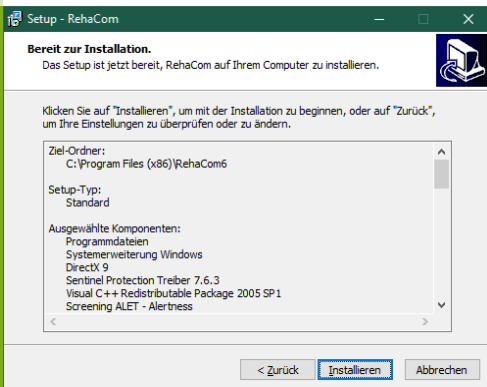 Setup - RehaCom
Bereit zur Installation.
Das Setup ist jetzt bereit, RehaCom auf Ihrem Computer zu installieren.
Klicken Sie auf "Installieren", um mit der Installation zu beginnen, oder auf "Zurück",
um Ihre Einstellungen zu überprüfen oder zu ändern.
Ziel-Ordner:
C:\Program Files (x86)\RehaCom6
Setup-Typ:
Standard
Ausgewählte Komponenten:
Programmdateien
Systemerweiterung Windows
DirectX 9
Sentinel Protection Treiber 7.6.3
Visual C++ Redistributable Package 2005 SP1
Screening ALET - Alertness
< Zurück Installieren Abbrechen